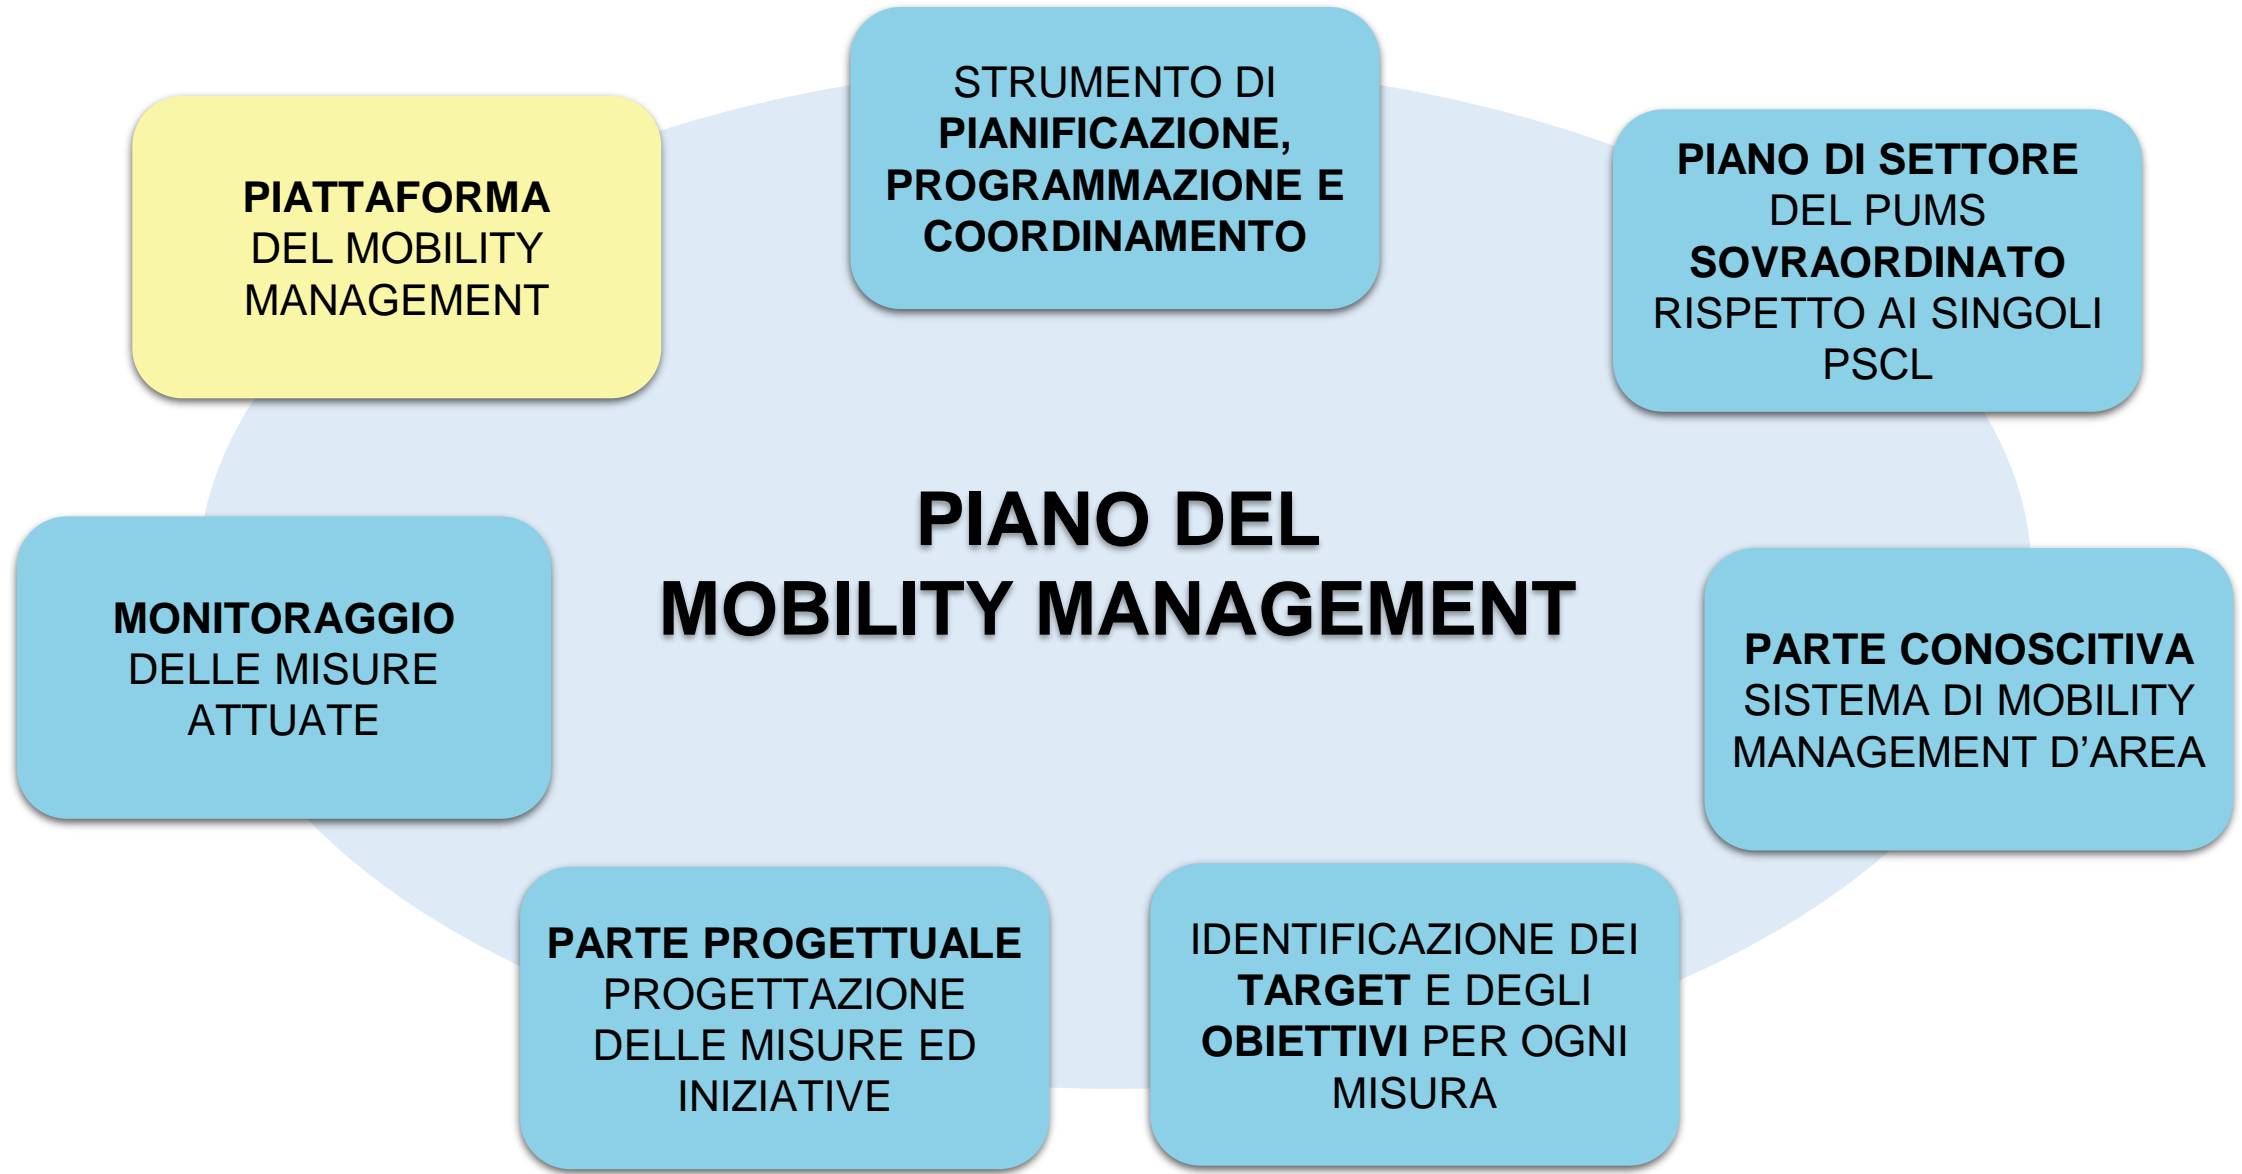 STRUMENTO DI
PIANIFICAZIONE,
PROGRAMMAZIONE E
COORDINAMENTO
PIATTAFORMA
DEL MOBILITY
MANAGEMENT
PIANO DI SETTORE
DEL PUMS
SOVRAORDINATO
RISPETTO AI SINGOLI
PSCL
PIANO DEL
MOBILITY MANAGEMENT
MONITORAGGIO
DELLE MISURE
ATTUATE
PARTE CONOSCITIVA
SISTEMA DI MOBILITY
MANAGEMENT D’AREA
PARTE PROGETTUALE
PROGETTAZIONE
DELLE MISURE ED
INIZIATIVE
IDENTIFICAZIONE DEI
TARGET E DEGLI
OBIETTIVI PER OGNI
MISURA